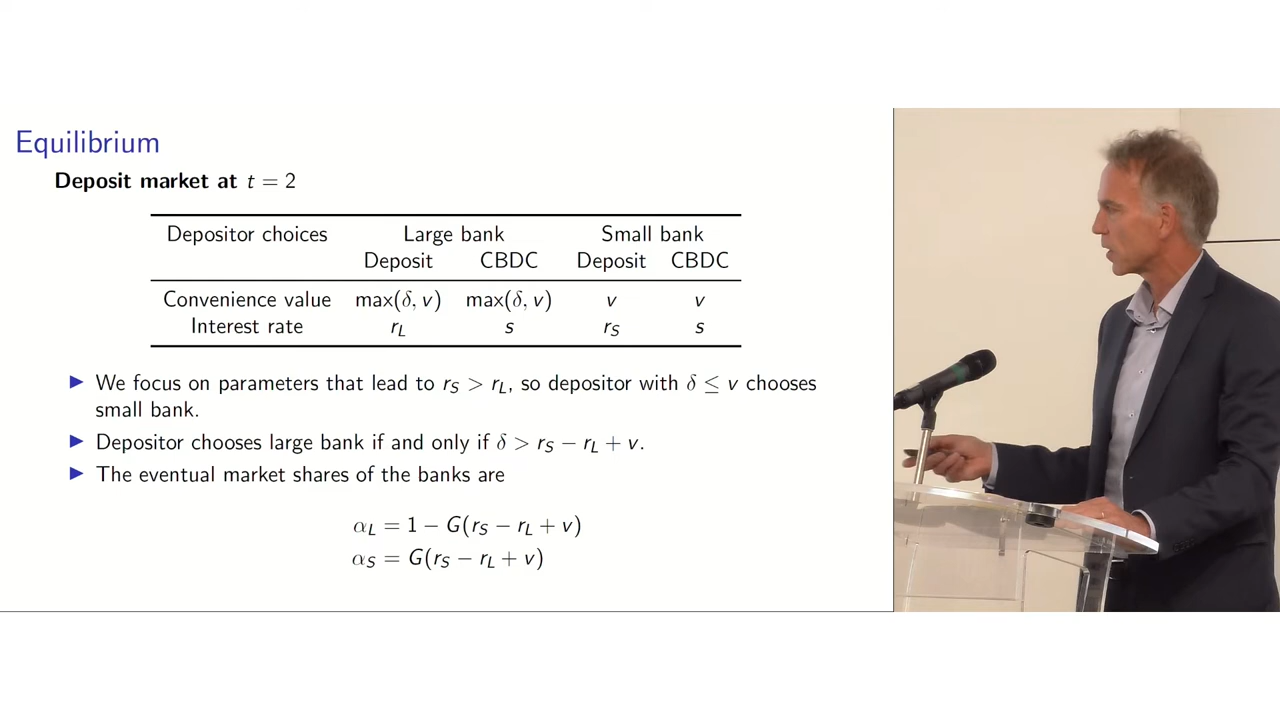 Equilibrium
Deposit market at t = 2
Depositor choices Large bank Small bank
Deposit CBDC Deposit CBDC
Convenience value max(δ, v) max(δ, v) v v
Interest rate r_L s r_S s
▶ We focus on parameters that lead to r_S > r_L, so depositor with δ ≤ v chooses
small bank.
▶ Depositor chooses large bank if and only if δ > r_S − r_L + v.
▶ The eventual market shares of the banks are
α_L = 1 − G(r_S − r_L + v)
α_S = G(r_S − r_L + v)